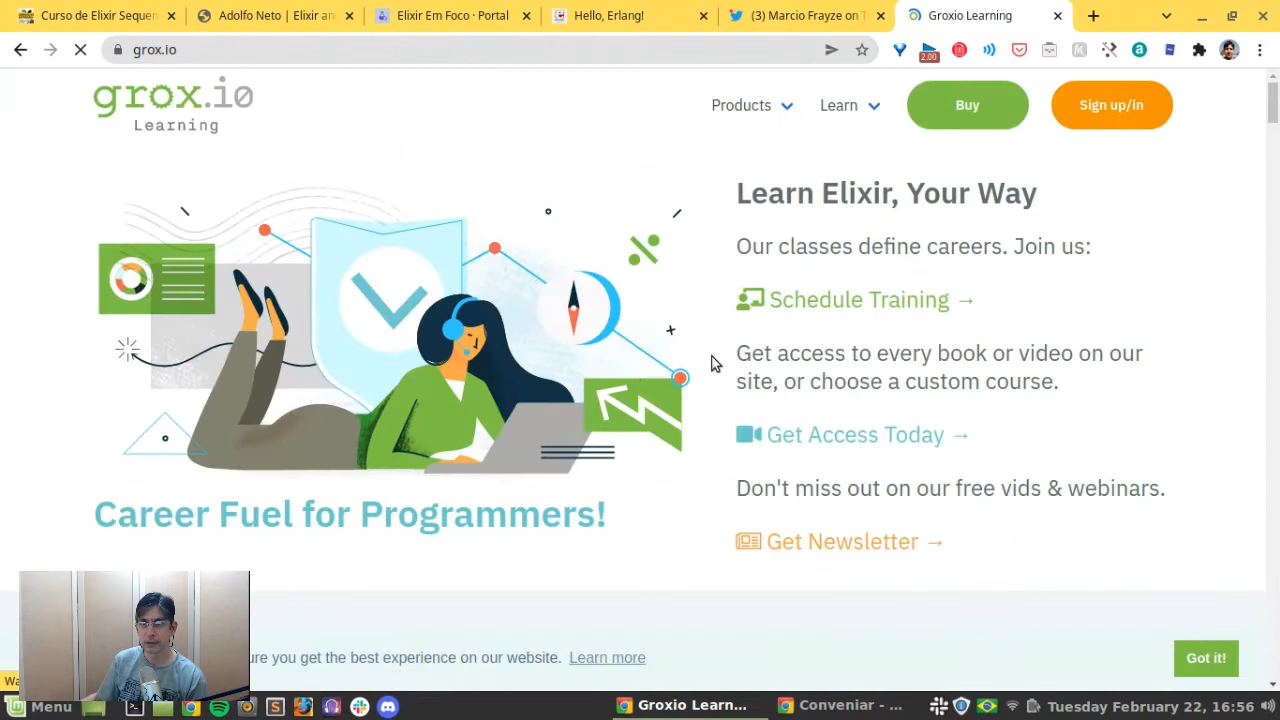 Curso de Elixir Sequen
Adolfo Neto | Elixir an
Elixir Em Foco · Portal
Hello, Erlang!
(3) Marcio Frayze on T
Groxio Learning
grox.io
2.00
grox.io
Learning
Products
Learn
Buy
Sign up/in
Learn Elixir, Your Way
Our classes define careers. Join us:
Schedule Training →
Get access to every book or video on our
site, or choose a custom course.
Get Access Today →
Don't miss out on our free vids & webinars.
Get Newsletter →
Career Fuel for Programmers!
ure you get the best experience on our website. Learn more
Got it!
Wa
Menu
Groxio Learn...
Conveniar - ...
Tuesday February 22, 16:56